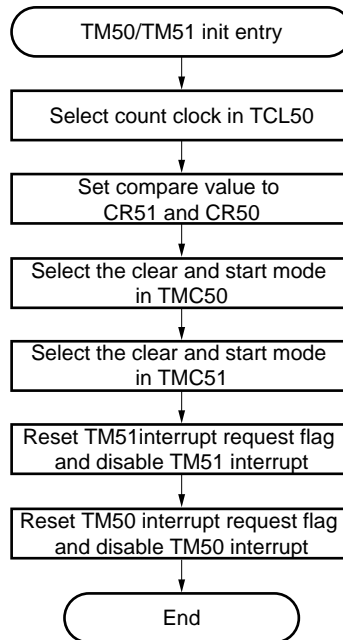 TM50/TM51 init entry
Select count clock in TCL50
Set compare value to
CR51 and CR50
Select the clear and start mode
in TMC50
Select the clear and start mode
in TMC51
Reset TM51interrupt request flag
and disable TM51 interrupt
Reset TM50 interrupt request flag
and disable TM50 interrupt
End